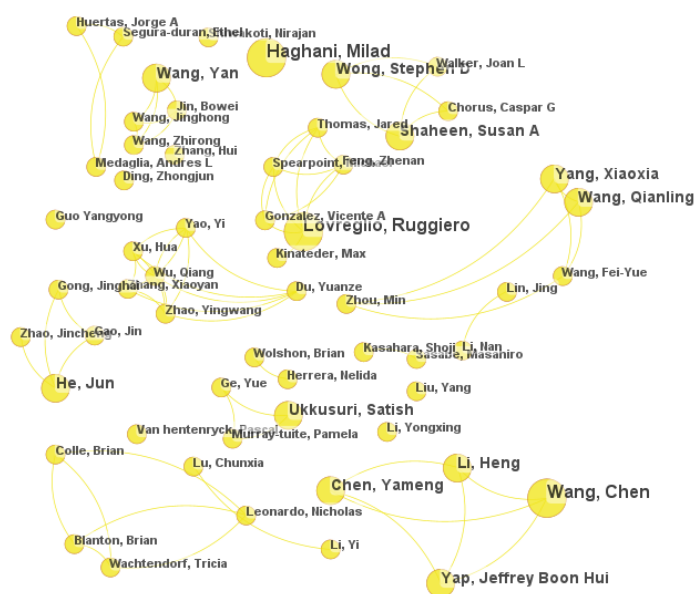 Huertas, Jorge A
Segura-duran, Ethel
Shirakoti, Nirajan
Haghani, Milad
Walker, Joan L
Wong, Stephen D
Wang, Yan
Jin, Bowei
Chorus, Caspar G
Wang, Jinghong
Thomas, Jared
Shaheen, Susan A
Wang, Zhirong
Zhang, Hui
Medaglia, Andres L
Spearpoint,
Feng, Zhenan
Ding, Zhongjun
Yang, Xiaoxia
Wang, Qianling
Guo Yangyong
Gonzalez, Vicente A
Lovreglio, Ruggiero
Yao, Yi
Xu, Hua
Kinateder, Max
Wu, Qiang
Wang, Fei-Yue
Gong, Jinghai
Zhang, Xiaoyan
Du, Yuanze
Lin, Jing
Zhou, Min
Zhao, Yingwang
Zhao, Jincheng
Gao, Jin
Wolshon, Brian
Kasahara, Shoji
Li, Nan
Sasabe, Masahiro
He, Jun
Herrera, Nelida
Ge, Yue
Liu, Yang
Ukkusuri, Satish
Van hentenryck, Pascal
Murray-tuite, Pamela
Li, Yongxing
Colle, Brian
Lu, Chunxia
Li, Heng
Chen, Yameng
Wang, Chen
Leonardo, Nicholas
Blanton, Brian
Li, Yi
Wachtendorf, Tricia
Yap, Jeffrey Boon Hui